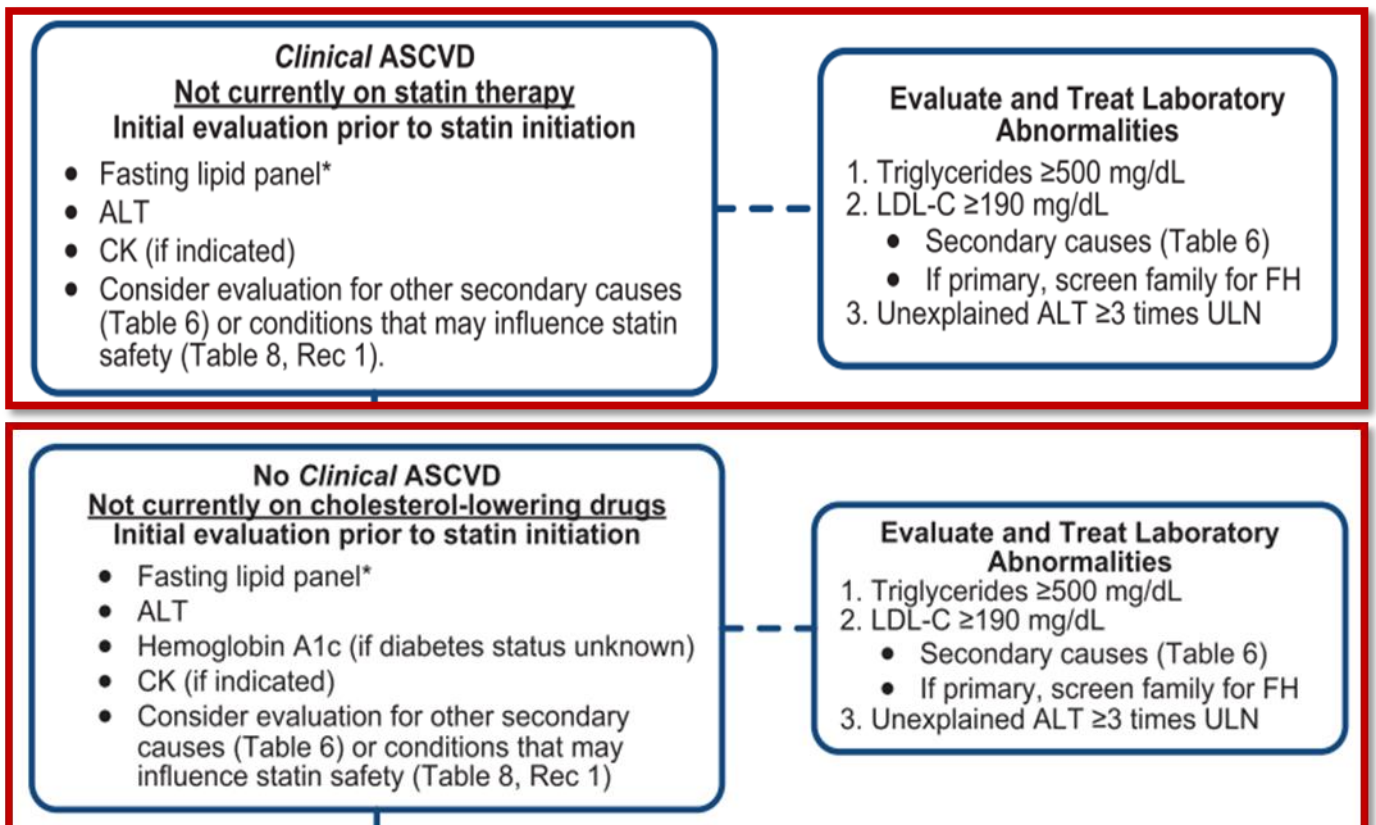 Clinical ASCVD
Not currently on statin therapy
Initial evaluation prior to statin initiation
• Fasting lipid panel*
• ALT
• CK (if indicated)
• Consider evaluation for other secondary causes
(Table 6) or conditions that may influence statin
safety (Table 8, Rec 1).
Evaluate and Treat Laboratory
Abnormalities
1. Triglycerides ≥500 mg/dL
2. LDL-C ≥190 mg/dL
• Secondary causes (Table 6)
• If primary, screen family for FH
3. Unexplained ALT ≥3 times ULN
No Clinical ASCVD
Not currently on cholesterol-lowering drugs
Initial evaluation prior to statin initiation
• Fasting lipid panel*
• ALT
• Hemoglobin A1c (if diabetes status unknown)
• CK (if indicated)
• Consider evaluation for other secondary
causes (Table 6) or conditions that may
influence statin safety (Table 8, Rec 1)
Evaluate and Treat Laboratory
Abnormalities
1. Triglycerides ≥500 mg/dL
2. LDL-C ≥190 mg/dL
• Secondary causes (Table 6)
• If primary, screen family for FH
3. Unexplained ALT ≥3 times ULN